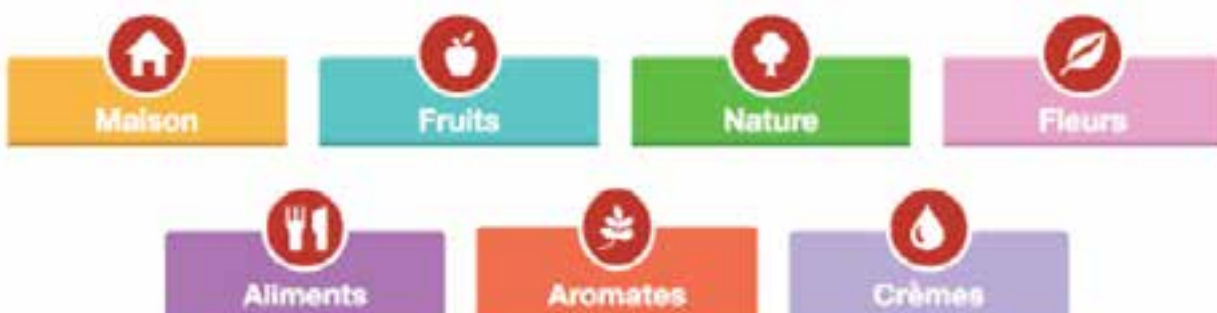 Maison
Fruits
Nature
Fleurs
Aliments
Aromates
Crèmes